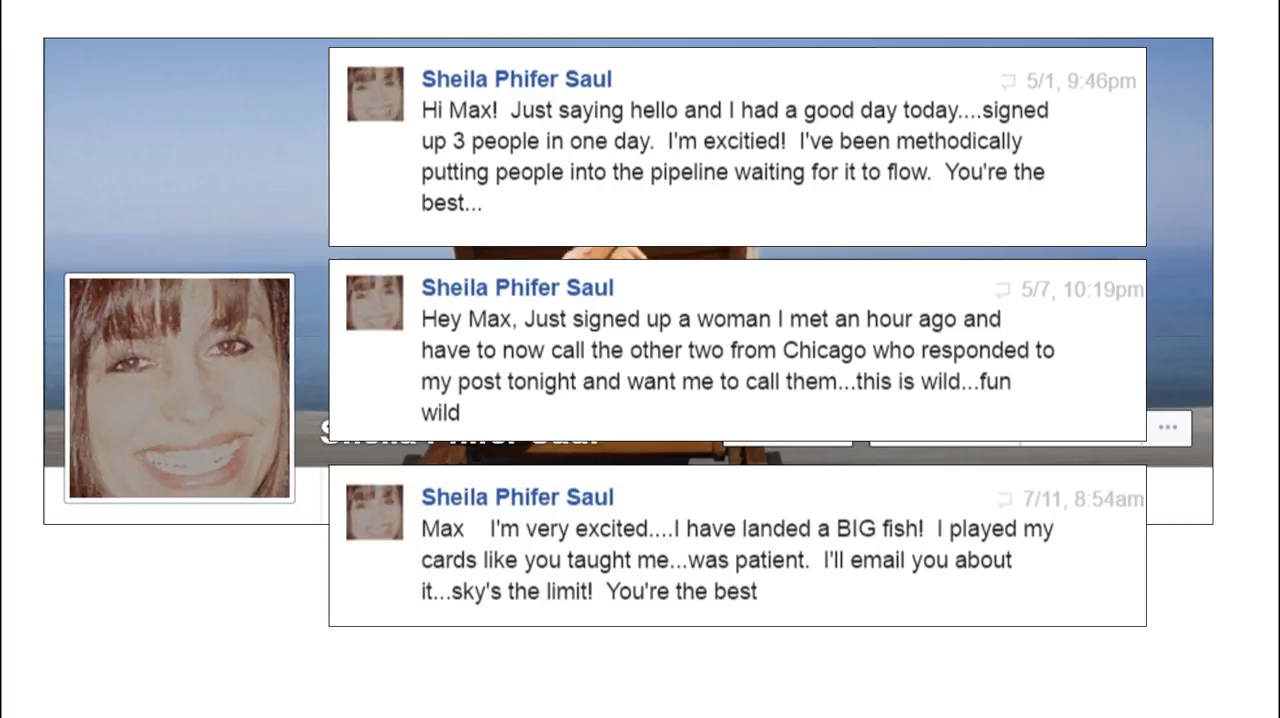 Sheila Phifer Saul
5/1, 9:46pm
Hi Max!  Just saying hello and I had a good day today....signed
up 3 people in one day.  I'm excitied!  I've been methodically
putting people into the pipeline waiting for it to flow.  You're the
best...
Sheila Phifer Saul
5/7, 10:19pm
Hey Max, Just signed up a woman I met an hour ago and
have to now call the other two from Chicago who responded to
my post tonight and want me to call them...this is wild...fun
wild
Sheila Phifer Saul
Sheila Phifer Saul
7/11, 8:54am
Max    I'm very excited....I have landed a BIG fish!  I played my
cards like you taught me...was patient.  I'll email you about
it...sky's the limit!  You're the best